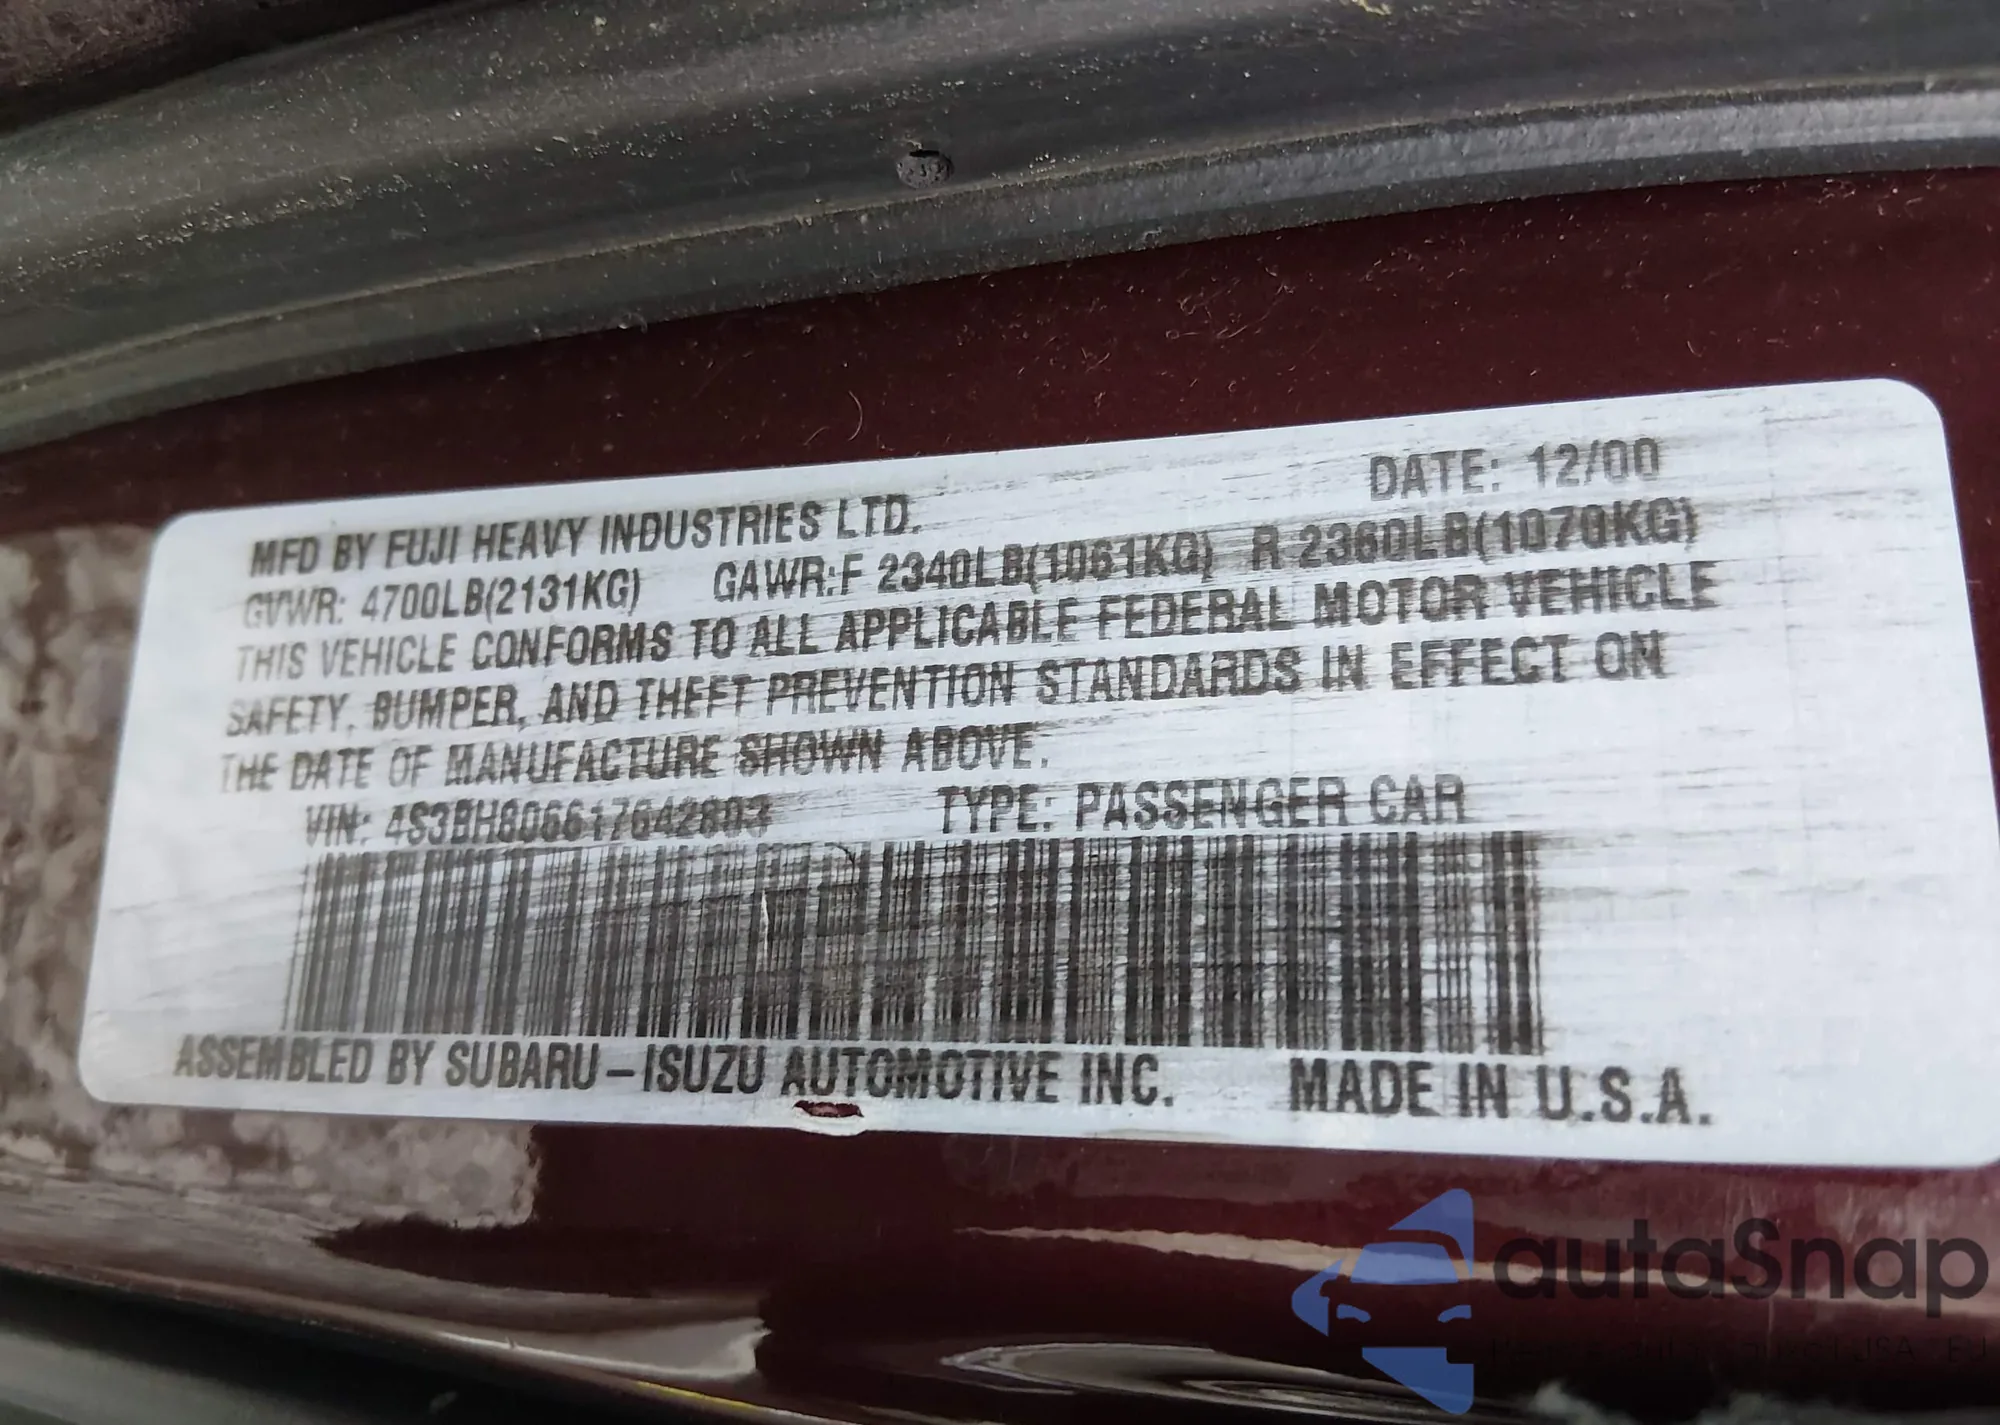 DATE: 12/00
MFD BY FUJI HEAVY INDUSTRIES LTD.
GVWR: 4700LB(2131KG) GAWR:F 2340LB(1061KG) R 2360LB(1070KG)
THIS VEHICLE CONFORMS TO ALL APPLICABLE FEDERAL MOTOR VEHICLE
SAFETY, BUMPER, AND THEFT PREVENTION STANDARDS IN EFFECT ON
THE DATE OF MANUFACTURE SHOWN ABOVE.
VIN: 4S3BH806617642803 TYPE: PASSENGER CAR
ASSEMBLED BY SUBARU-ISUZU AUTOMOTIVE INC. MADE IN U.S.A.
autaSnap